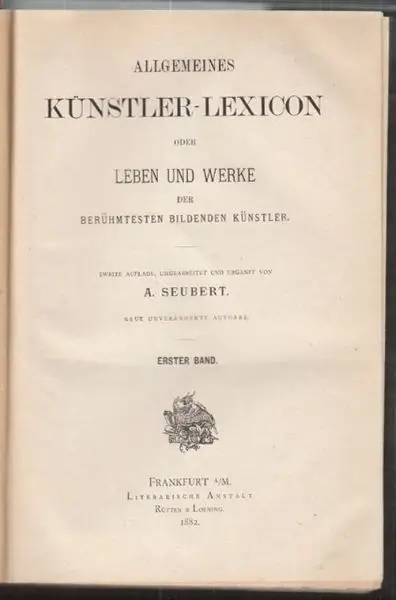 ALLGEMEINES
KÜNSTLER-LEXICON
ODER
LEBEN UND WERKE
DER
BERÜHMTESTEN BILDENDEN KÜNSTLER.
ZWEITE AUFLAGE, UMGEARBEITET UND ERGÄNZT VON
A. SEUBERT.
NEUE UNVERÄNDERTE AUSGABE.
ERSTER BAND.
FRANKFURT A/M.
LITERARISCHE ANSTALT
RÜTTEN & LOENING.
1882.